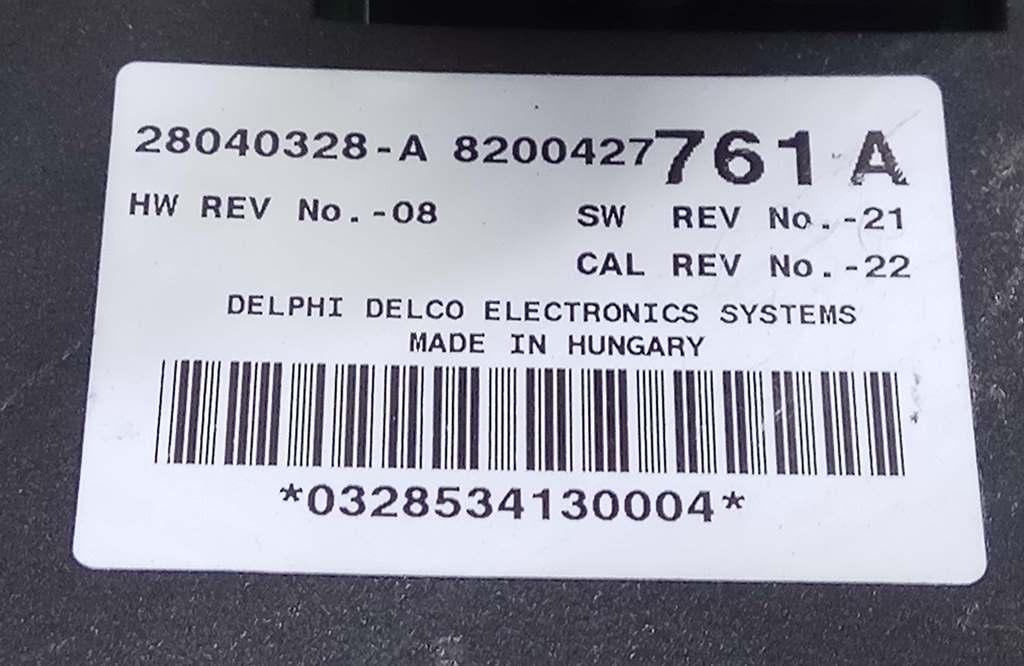 28040328-A 8200427761 A
HW REV No.-08 SW REV No.-21
CAL REV No.-22
DELPHI DELCO ELECTRONICS SYSTEMS
MADE IN HUNGARY
*0328534130004*